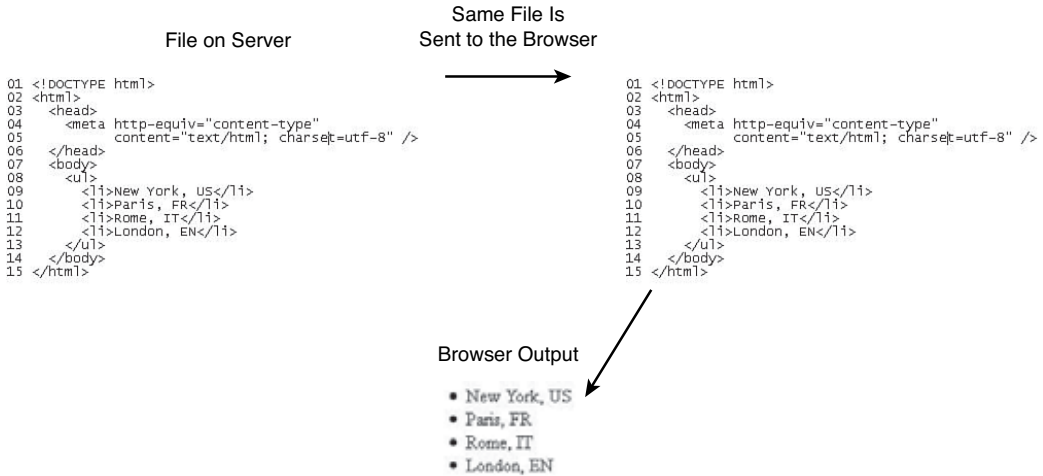 Same File Is
Sent to the Browser
File on Server
01 <!DOCTYPE html>
02 <html>
03   <head>
04     <meta http-equiv="content-type"
05           content="text/html; charset=utf-8" />
06   </head>
07   <body>
08     <ul>
09       <li>New York, US</li>
10       <li>Paris, FR</li>
11       <li>Rome, IT</li>
12       <li>London, EN</li>
13     </ul>
14   </body>
15 </html>
01 <!DOCTYPE html>
02 <html>
03   <head>
04     <meta http-equiv="content-type"
05           content="text/html; charset=utf-8" />
06   </head>
07   <body>
08     <ul>
09       <li>New York, US</li>
10       <li>Paris, FR</li>
11       <li>Rome, IT</li>
12       <li>London, EN</li>
13     </ul>
14   </body>
15 </html>
Browser Output
• New York, US
• Paris, FR
• Rome, IT
• London, EN